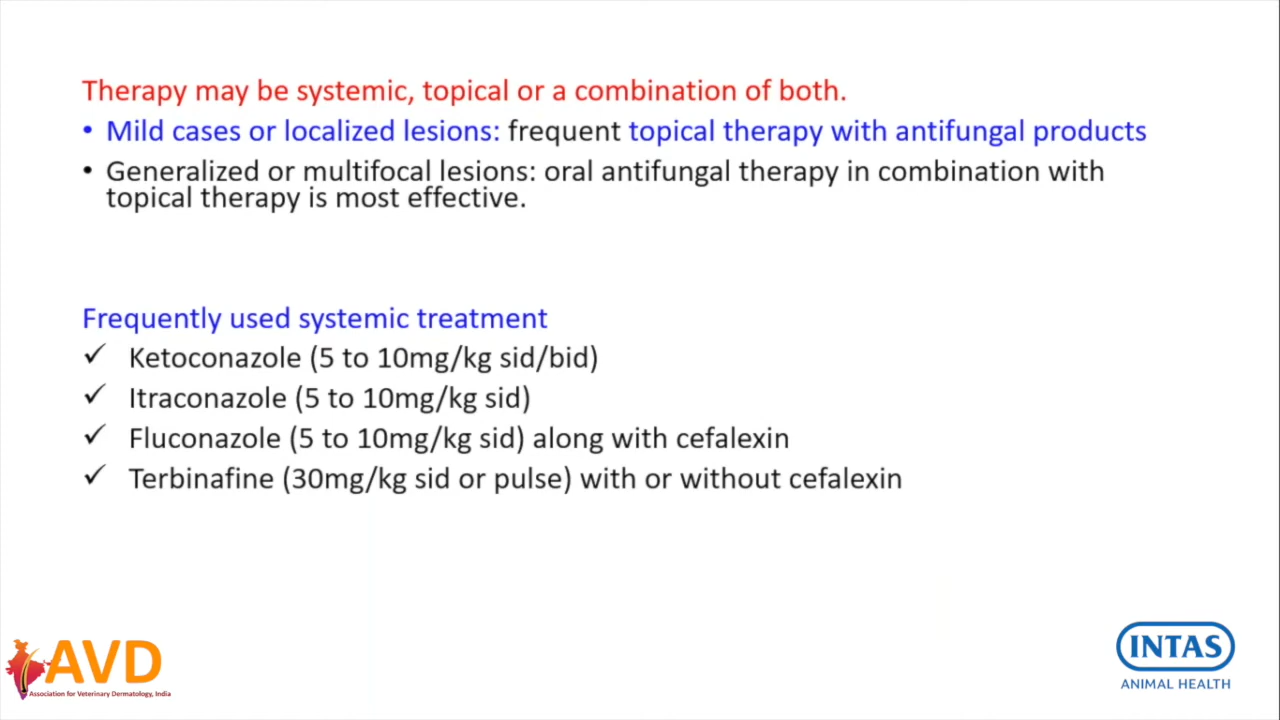 Therapy may be systemic, topical or a combination of both.
• Mild cases or localized lesions: frequent topical therapy with antifungal products
• Generalized or multifocal lesions: oral antifungal therapy in combination with
topical therapy is most effective.
Frequently used systemic treatment
✓ Ketoconazole (5 to 10mg/kg sid/bid)
✓ Itraconazole (5 to 10mg/kg sid)
✓ Fluconazole (5 to 10mg/kg sid) along with cefalexin
✓ Terbinafine (30mg/kg sid or pulse) with or without cefalexin
AVD
Association for Veterinary Dermatology, India
INTAS
ANIMAL HEALTH